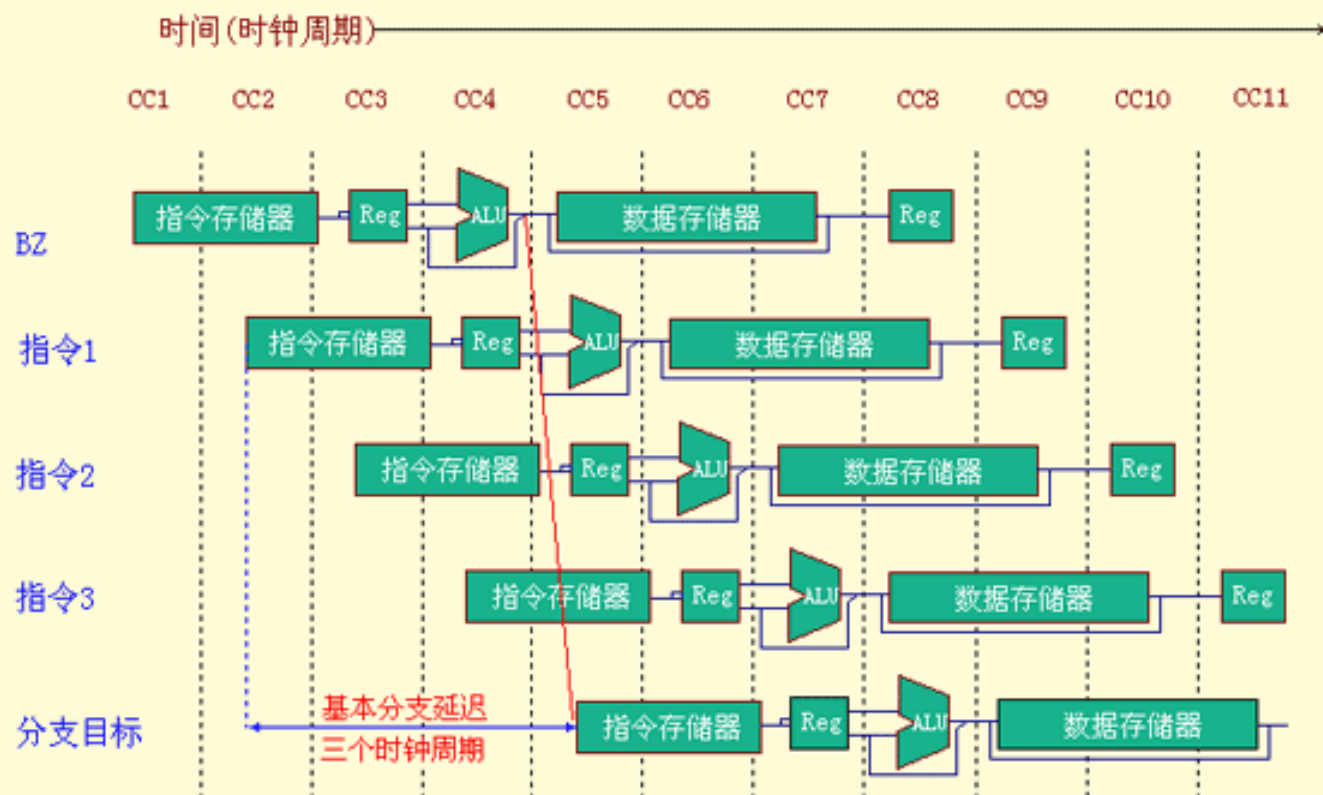 时间(时钟周期)
CC1 CC2 CC3 CC4 CC5 CC6 CC7 CC8 CC9 CC10 CC11
BZ 指令存储器 Reg ALU 数据存储器 Reg
指令1 指令存储器 Reg ALU 数据存储器 Reg
指令2 指令存储器 Reg ALU 数据存储器 Reg
指令3 指令存储器 Reg ALU 数据存储器 Reg
基本分支延迟
分支目标 指令存储器 Reg ALU 数据存储器
三个时钟周期